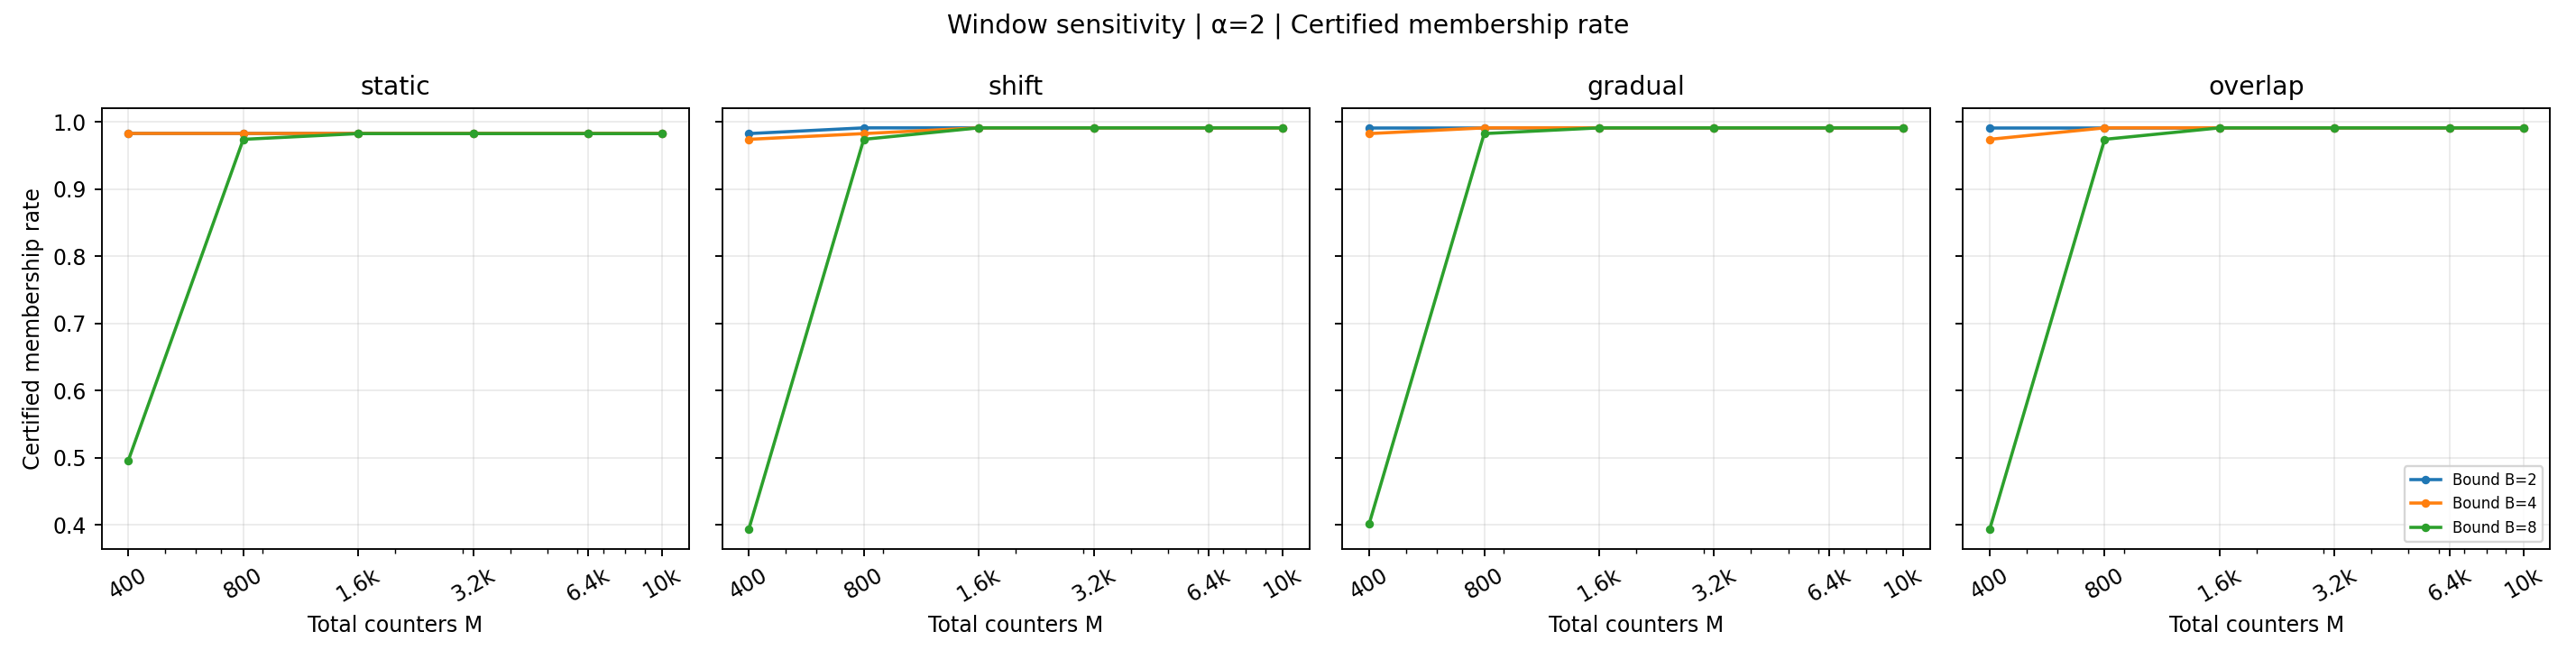 Window sensitivity | α=2 | Certified membership rate
static
shift
gradual
overlap
Certified membership rate
1.0
0.9
0.8
0.7
0.6
0.5
0.4
400 800 1.6k 3.2k 6.4k 10k
400 800 1.6k 3.2k 6.4k 10k
400 800 1.6k 3.2k 6.4k 10k
400 800 1.6k 3.2k 6.4k 10k
Total counters M
Total counters M
Total counters M
Total counters M
Bound B=2
Bound B=4
Bound B=8